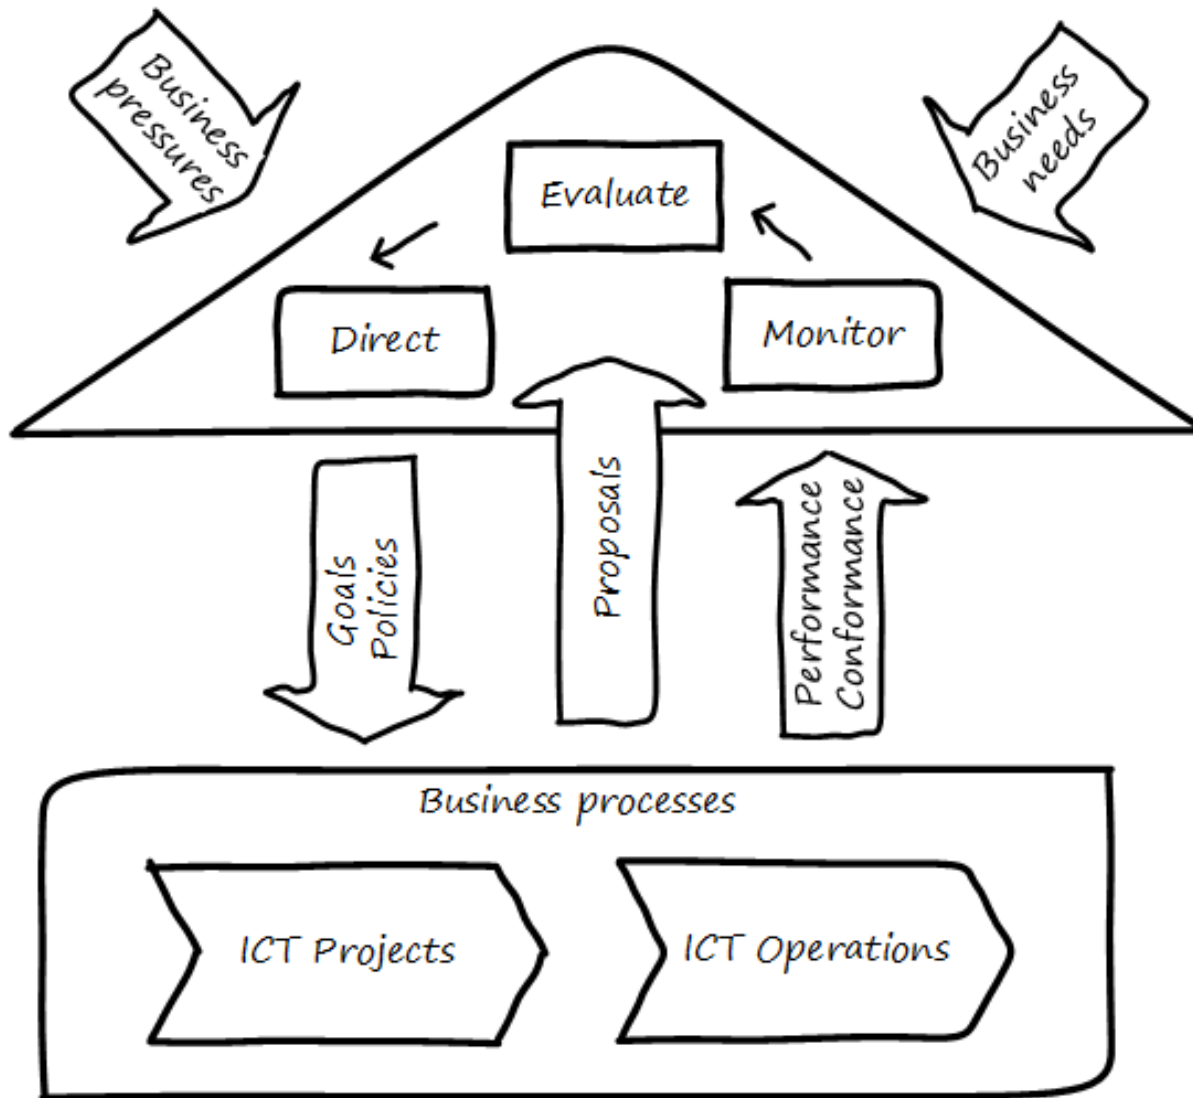 Business
pressures
Business
needs
Evaluate
Direct
Monitor
Goals
Policies
Proposals
Performance
Conformance
Business processes
ICT Projects
ICT Operations